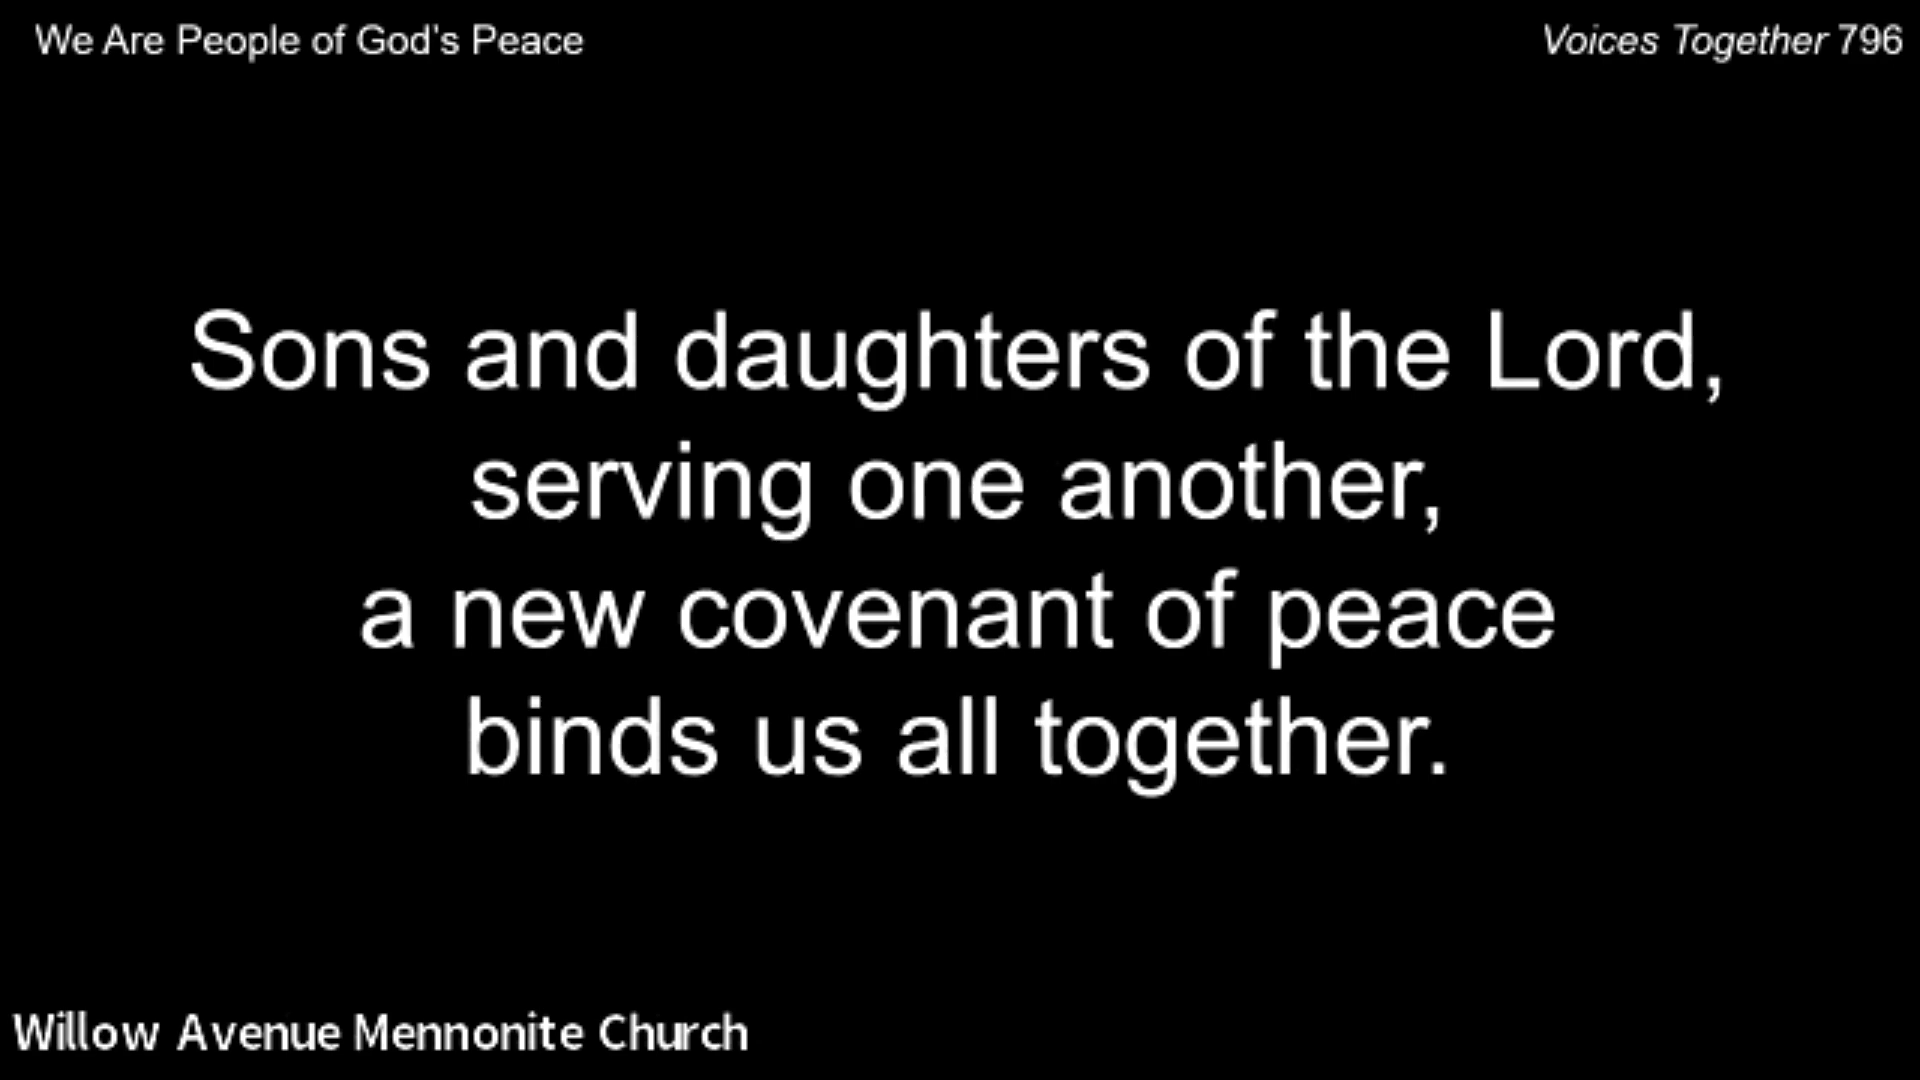 We Are People of God's Peace
Voices Together 796
Sons and daughters of the Lord,
serving one another,
a new covenant of peace
binds us all together.
Willow Avenue Mennonite Church